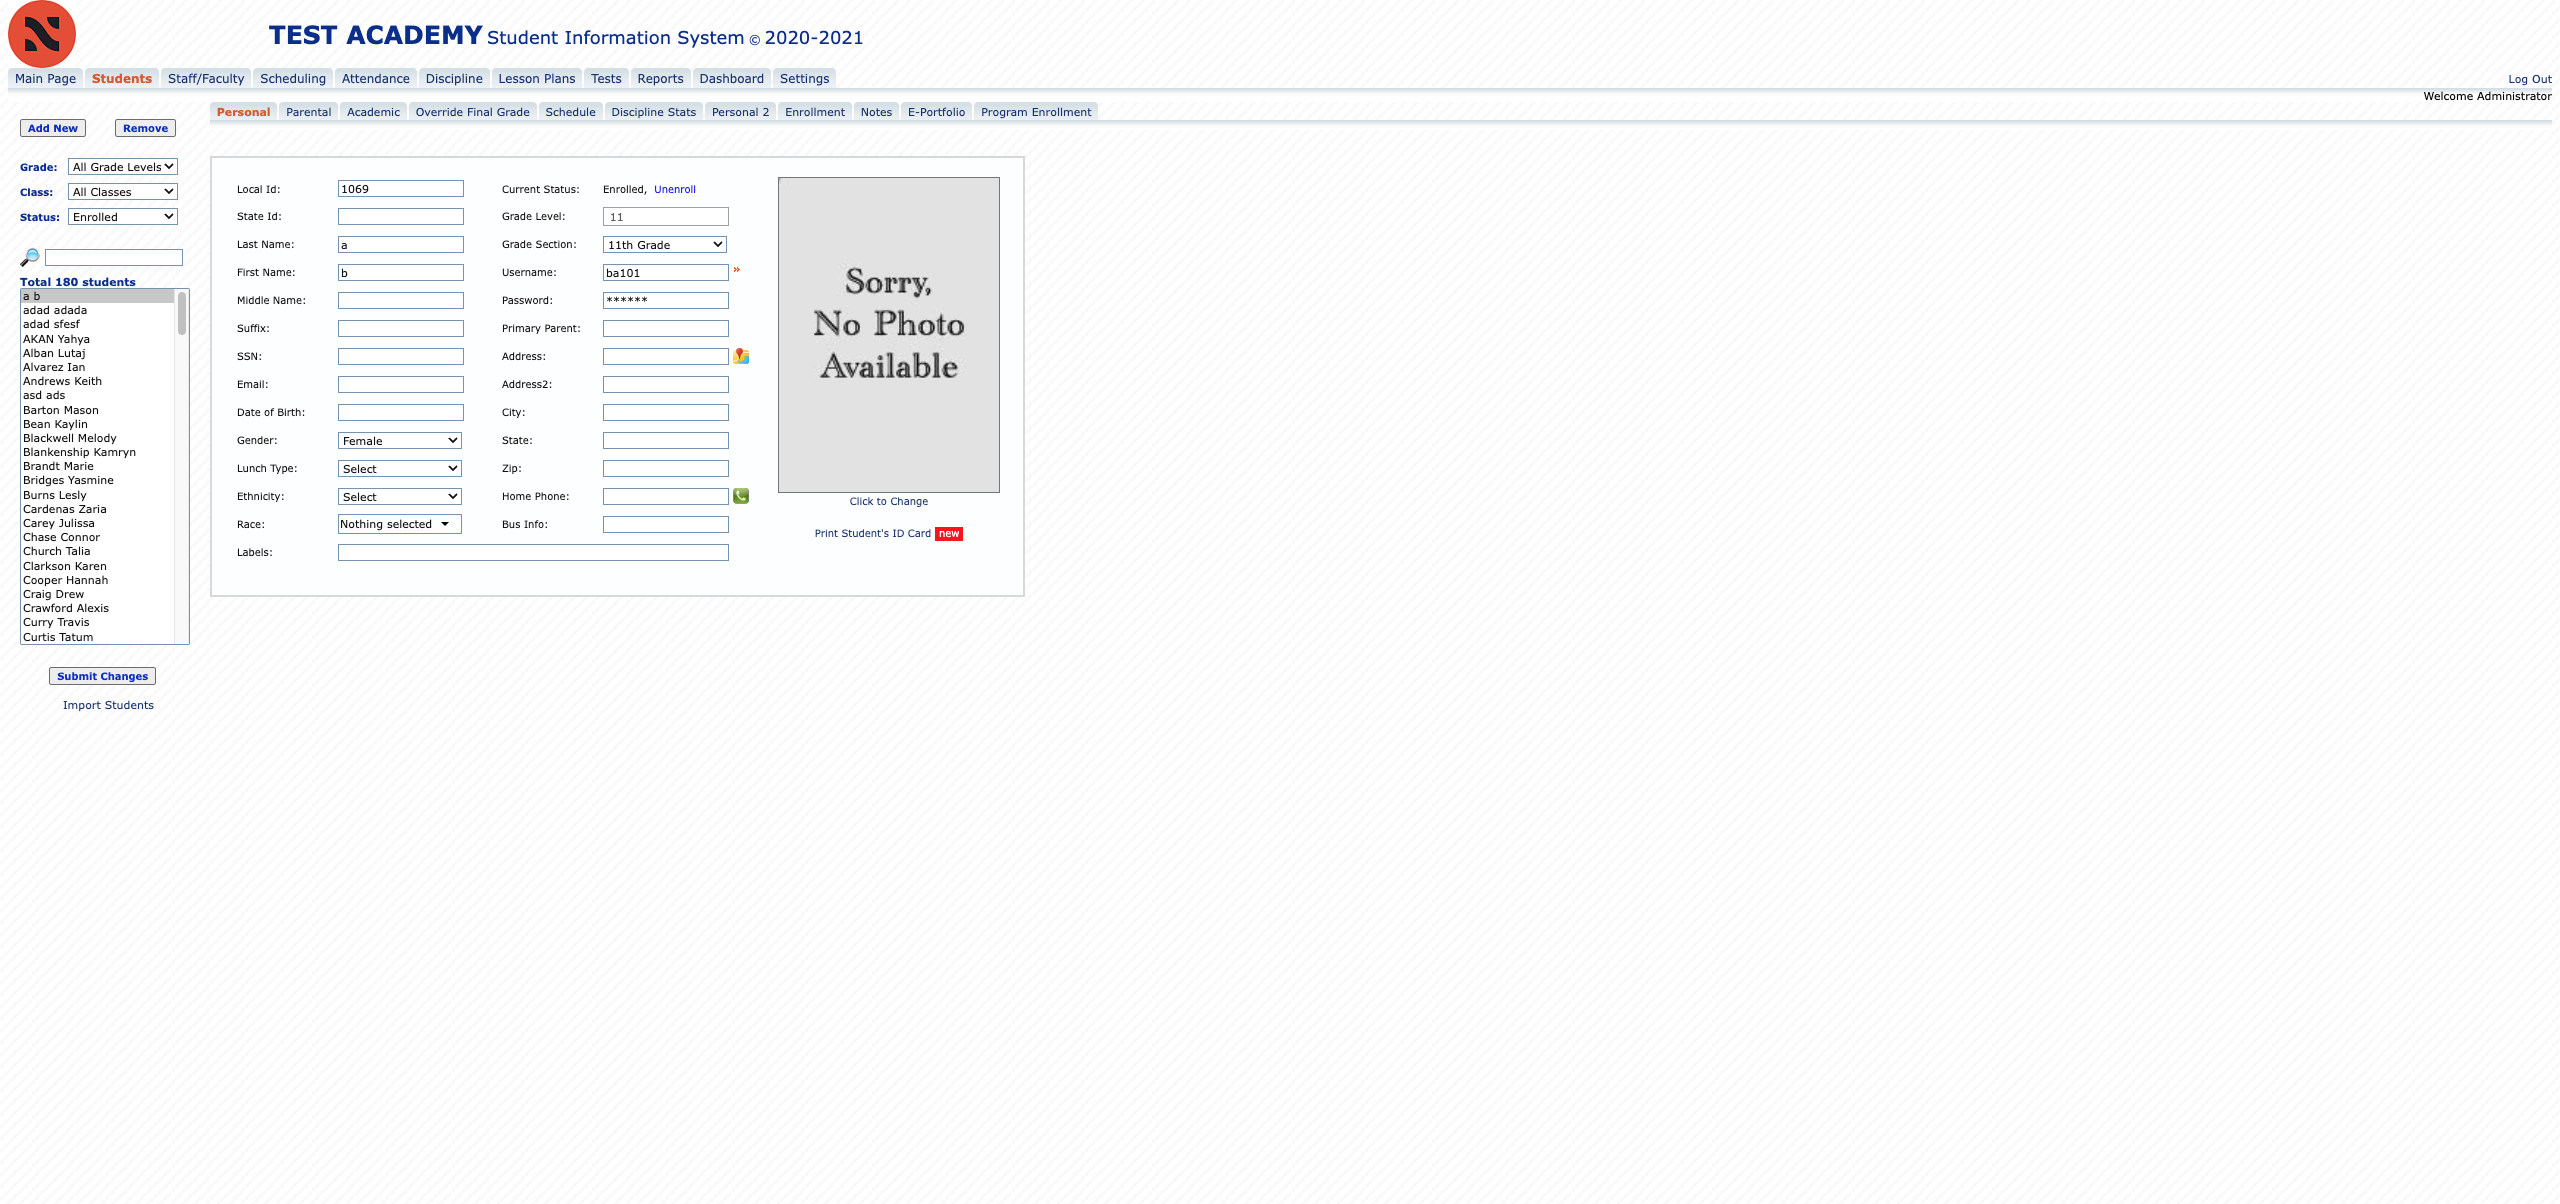 TEST ACADEMY Student Information System © 2020-2021
Main Page Students Staff/Faculty Scheduling Attendance Discipline Lesson Plans Tests Reports Dashboard Settings Log Out
Welcome Administrator
Personal Parental Academic Override Final Grade Schedule Discipline Stats Personal 2 Enrollment Notes E-Portfolio Program Enrollment
Add New Remove
Grade: All Grade Levels
Class: All Classes
Status: Enrolled
Total 180 students
a b
adad adada
adad sfesf
AKAN Yahya
Alban Lutaj
Alvarez Ian
Andrews Keith
asd ads
Barton Mason
Bean Kaylin
Blackwell Melody
Blankenship Kamryn
Brandt Marie
Bridges Yasmine
Burns Lesly
Cardenas Zaria
Carey Julissa
Chase Connor
Church Talia
Clarkson Karen
Cooper Hannah
Craig Drew
Crawford Alexis
Curry Travis
Curtis Tatum
Submit Changes
Import Students
Local Id: 1069 Current Status: Enrolled, Unenroll
State Id: Grade Level: 11
Last Name: a Grade Section: 11th Grade
First Name: b Username: ba101 »
Middle Name: Password: ******
Suffix: Primary Parent:
SSN: Address:
Email: Address2:
Date of Birth: City:
Gender: Female State:
Lunch Type: Select Zip:
Ethnicity: Select Home Phone:
Race: Nothing selected Bus Info:
Labels:
Sorry,
No Photo
Available
Click to Change
Print Student's ID Card new